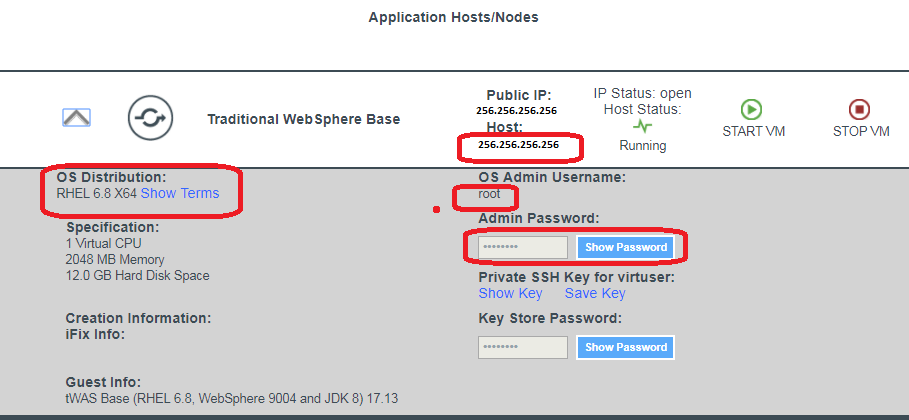 Application Hosts/Nodes
Traditional WebSphere Base
Public IP:
256.256.256.256
Host:
256.256.256.256
IP Status: open
Host Status:
Running
START VM
STOP VM
OS Distribution:
RHEL 6.8 X64 Show Terms
Specification:
1 Virtual CPU
2048 MB Memory
12.0 GB Hard Disk Space
Creation Information:
iFix Info:
Guest Info:
tWAS Base (RHEL 6.8, WebSphere 9004 and JDK 8) 17.13
OS Admin Username:
root
Admin Password:
········ Show Password
Private SSH Key for virtuser:
Show Key Save Key
Key Store Password:
········ Show Password